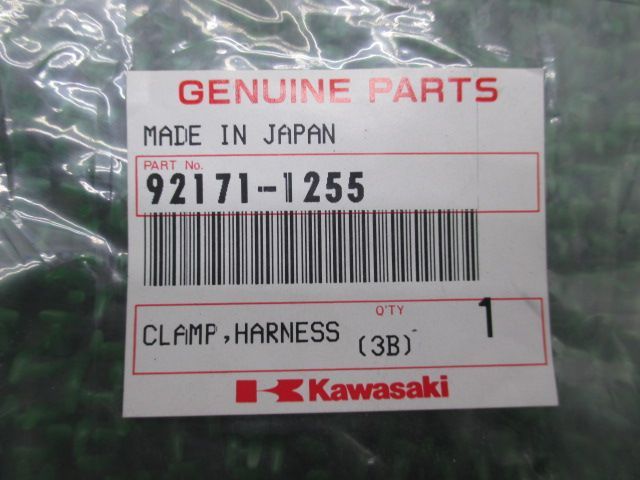 GENUINE PARTS
MADE IN JAPAN
PART No.
92171-1255
Q'TY
CLAMP,HARNESS (3B) 1
Kawasaki